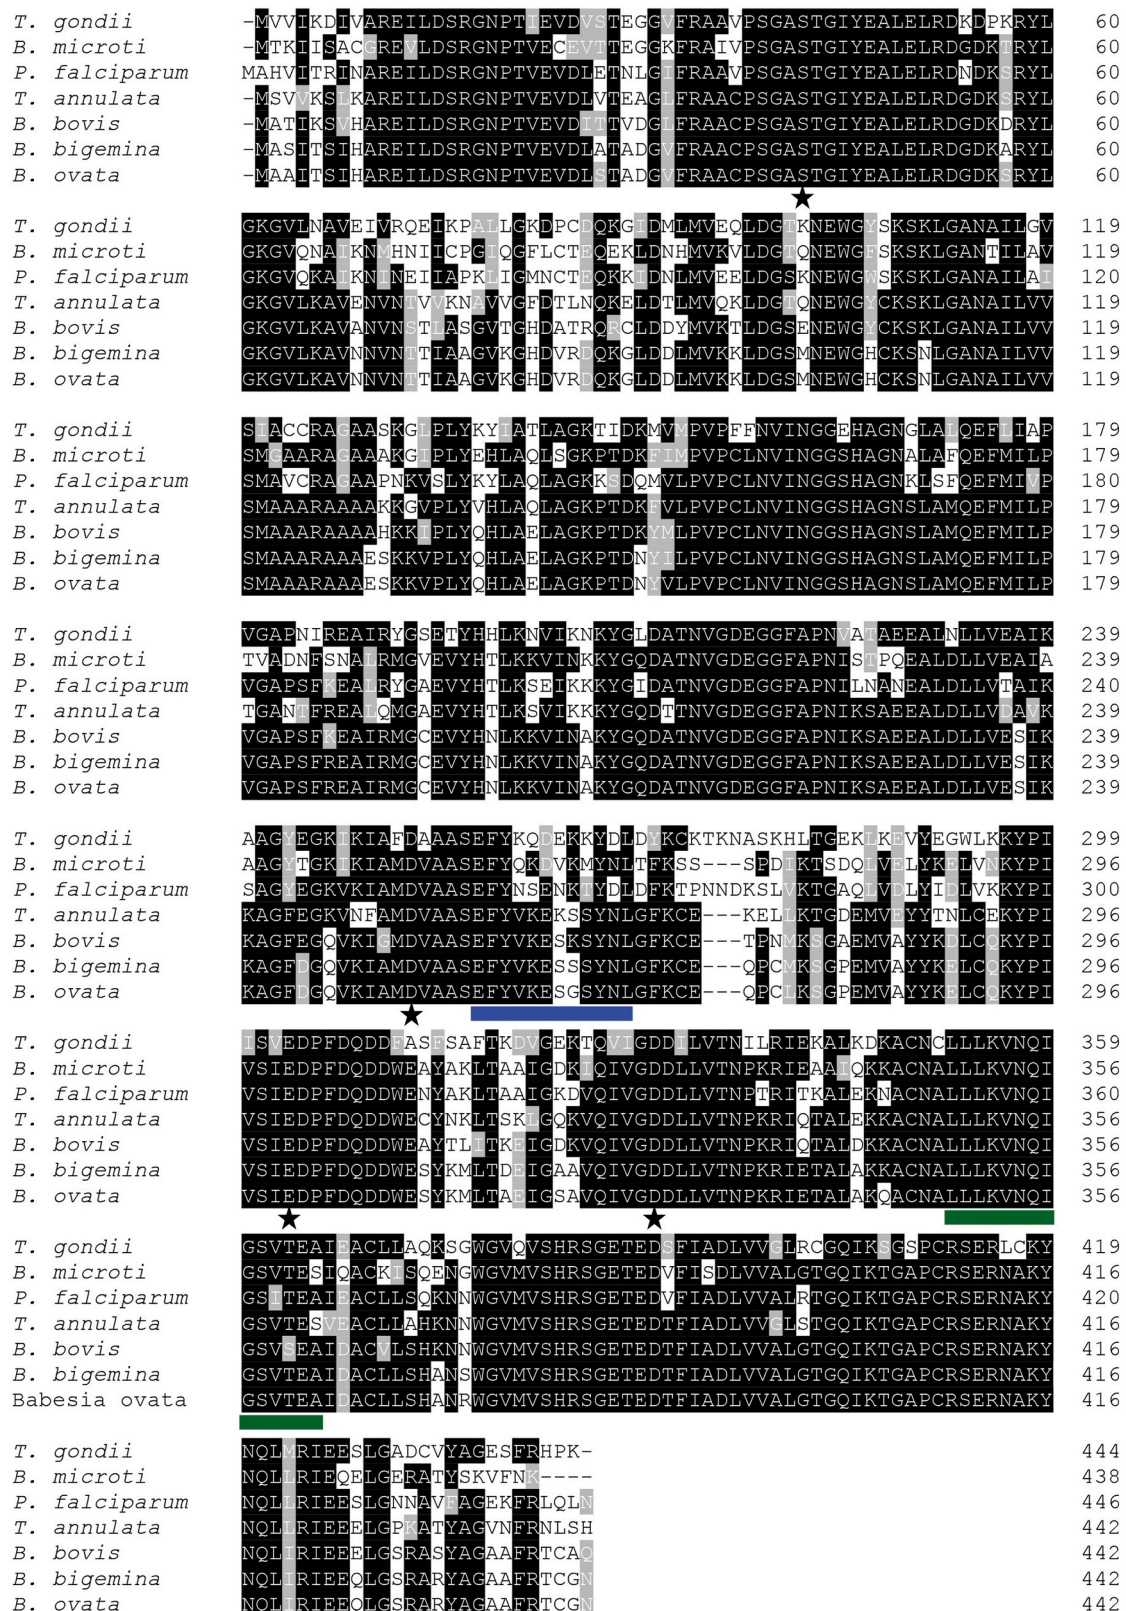 T. gondii -MVVIKDIVAREILDSRGNPTIEVDVSTEGGVFRAAVPSGASTGIYEALELRDKDPKRYL 60
B. microti -MTKIISACGREVLDSRGNPTVECEVTTEGGKFRAIVPSGASTGIYEALELRDGDKTRYL 60
P. falciparum MAHVITRINAREILDSRGNPTVEVDLETNLGIFRAAVPSGASTGIYEALELRDNDKSRYL 60
T. annulata -MSVVKSLKAREILDSRGNPTVEVDLVTEAGLFRAACPSGASTGIYEALELRDGDKSRYL 60
B. bovis -MATIKSVHAREILDSRGNPTVEVDLTTVDGLFRAACPSGASTGIYEALELRDGDKDRYL 60
B. bigemina -MASITSIHAREILDSRGNPTVEVDLATADGVFRAACPSGASTGIYEALELRDGDKARYL 60
B. ovata -MAAITSIHAREILDSRGNPTVEVDLSTADGVFRAACPSGASTGIYEALELRDGDKSRYL 60
T. gondii GKGVLNAVEIVRQEIKPALLGKDPCDQKGIDMLMVEQLDGTKNEWGYSKSKLGANAILGV 119
B. microti GKGVQNAIKNMHNIICPGIQGFLCTEQEKLDNHMVKVLDGTQNEWGFSKSKLGANTILAV 119
P. falciparum GKGVQKAIKNINEIIAPKLIGMNCTEQKKIDNLMVEELDGSKNEWGWSKSKLGANAILAI 120
T. annulata GKGVLKAVENVNTVVKNAVVGFDTLNQKELDTLMVQKLDGTQNEWGYCKSKLGANAILVV 119
B. bovis GKGVLKAVANVNSTLASGVTGHDATRQRCLDDYMVKTLDGSENEWGYCKSKLGANAILVV 119
B. bigemina GKGVLKAVNNVNTTIAAGVKGHDVRDQKGLDDLMVKKLDGSMNEWGHCKSNLGANAILVV 119
B. ovata GKGVLKAVNNVNTTIAAGVKGHDVRDQKGLDDLMVKKLDGSMNEWGHCKSNLGANAILVV 119
T. gondii SIACCRAGAAASKGLPLYKYIATLAGKTIDKMVMPVPFFNVINGGEHAGNGLALQEFLIAP 179
B. microti SMGAARAGAAAKGIPLYEHLAQLSGKPTDKFIMPVPCLNVINGGSHAGNALAFQEFMILP 179
P. falciparum SMAVCRAGAAPNKVSLYKYLAQLAGKKSDQMVLPVPCLNVINGGSHAGNKLSFQEFMIVP 180
T. annulata SMAAARAAAAKKGVPLYVHLAQLAGKPTDKFVLPVPCLNVINGGSHAGNSLAMQEFMILP 179
B. bovis SMAAARAAAAHKKIPLYQHLAELAGKPTDKYMLPVPCLNVINGGSHAGNSLAMQEFMILP 179
B. bigemina SMAAARAAAESKKVPLYQHLAELAGKPTDNYILPVPCLNVINGGSHAGNSLAMQEFMILP 179
B. ovata SMAAARAAAESKKVPLYQHLAELAGKPTDNYVLPVPCLNVINGGSHAGNSLAMQEFMILP 179
T. gondii VGAPNIREAIRYGSETYHHLKNVIKNKYGLDATNVGDEGGFAPNVATAEEALNLLVEAIK 239
B. microti TVADNFSNALRMGVEVYHTLKKVINKKYGQDATNVGDEGGFAPNISTPQEALDLLVEAIA 239
P. falciparum VGAPSFKEALRYGAEVYHTLKSEIKKKYGIDATNVGDEGGFAPNILNANEALDLLVTAIK 240
T. annulata TGANTFREALQMGAEVYHTLKSVIKKKYGQDTTNVGDEGGFAPNIKSAEEALDLLVDAVK 239
B. bovis VGAPSFKEAIRMGCEVYHNLKKVINAKYGQDATNVGDEGGFAPNIKSAEEALDLLVESIK 239
B. bigemina VGAPSFREAIRMGCEVYHNLKKVINAKYGQDATNVGDEGGFAPNIKSAEEALDLLVESIK 239
B. ovata VGAPSFREAIRMGCEVYHNLKKVINAKYGQDATNVGDEGGFAPNIKSAEEALDLLVESIK 239
T. gondii AAGYEGKIKIAFDAAASEFYKQDEKKYDLDYKCKTKNASKHLTGEKLKEVYEGWLKKYPI 299
B. microti AAGYTGKIKIAMDVAASEFYQKDVKMYNLTFKSS---SPDIKTSDQLVELYKELVNKYPI 296
P. falciparum SAGYEGKVKIAMDVAASEFYNSENKTYDLDFKTPNNDKSLVKTGAQLVDLYIDLVKKYPI 300
T. annulata KAGFEGKVNFAMDVAASEFYVKEKSSYNLGFKCE---KELLKTGDEMVEYYTNLCEKYPI 296
B. bovis KAGFEGQVKIGMDVAASEFYVKESKSYNLGFKCE---TPNMKSGAEMVAYYKDLCQKYPI 296
B. bigemina KAGFDGQVKIAMDVAASEFYVKESSSYNLGFKCE---QPCMKSGPEMVAYYKELCQKYPI 296
B. ovata KAGFDGQVKIAMDVAASEFYVKESGSYNLGFKCE---QPCLKSGPEMVAYYKELCQKYPI 296
T. gondii ISVEDPFDQDDFASFSAFTKDVGEKTQVIGDDILVTNILRIEKALKDKACNCLLLKVNQI 359
B. microti VSIEDPFDQDDWEAYAKLTAAIGDKIQIVGDDLLVTNPKRIEAAIQKKACNALLLKVNQI 356
P. falciparum VSIEDPFDQDDWENYAKLTAAIGKDVQIVGDDLLVTNPTRITKALEKNACNALLLKVNQI 360
T. annulata VSIEDPFDQDDWECYNKLTSKLGQKVQIVGDDLLVTNPKRIQTALEKKACNALLLKVNQI 356
B. bovis VSIEDPFDQDDWEAYTLITKEIGDKVQIVGDDLLVTNPKRIQTALDKKACNALLLKVNQI 356
B. bigemina VSIEDPFDQDDWESYKMLTDEIGAAVQIVGDDLLVTNPKRIETALAKKACNALLLKVNQI 356
B. ovata VSIEDPFDQDDWESYKMLTAEIGSAVQIVGDDLLVTNPKRIETALAKQACNALLLKVNQI 356
T. gondii GSVTEAIEACLLAQKSGWGVQVSHRSGETEDSFIADLVVGLRCGQIKSGSPCRSERLCKY 419
B. microti GSVTESIQACKISQENGWGVMVSHRSGETEDVFISDLVVALGTGQIKTGAPCRSERNAKY 416
P. falciparum GSITEAIEACLLSQKNNWGVMVSHRSGETEDVFIADLVVALRTGQIKTGAPCRSERNAKY 420
T. annulata GSVTESVEACLLAHKNNWGVMVSHRSGETEDTFIADLVVGLSTGQIKTGAPCRSERNAKY 416
B. bovis GSVSEAIDACVLSHKNNWGVMVSHRSGETEDTFIADLVVALGTGQIKTGAPCRSERNAKY 416
B. bigemina GSVTEAIDACLLSHANSWGVMVSHRSGETEDTFIADLVVALGTGQIKTGAPCRSERNAKY 416
Babesia ovata GSVTEAIDACLLSHANRWGVMVSHRSGETEDTFIADLVVALGTGQIKTGAPCRSERNAKY 416
T. gondii NQLMRIEESLGADCVYAGESFRHPK- 444
B. microti NQLLRIEQELGERATYSKVFNK---- 438
P. falciparum NQLLRIEESLGNNAVFAGEKFRLQLN 446
T. annulata NQLLRIEEELGPKATYAGVNFRNLSH 442
B. bovis NQLIRIEEELGSRASYAGAAFRTCAQ 442
B. bigemina NQLIRIEEQLGSRARYAGAAFRTCGN 442
B. ovata NQLIRIEEQLGSRARYAGAAFRTCGN 442